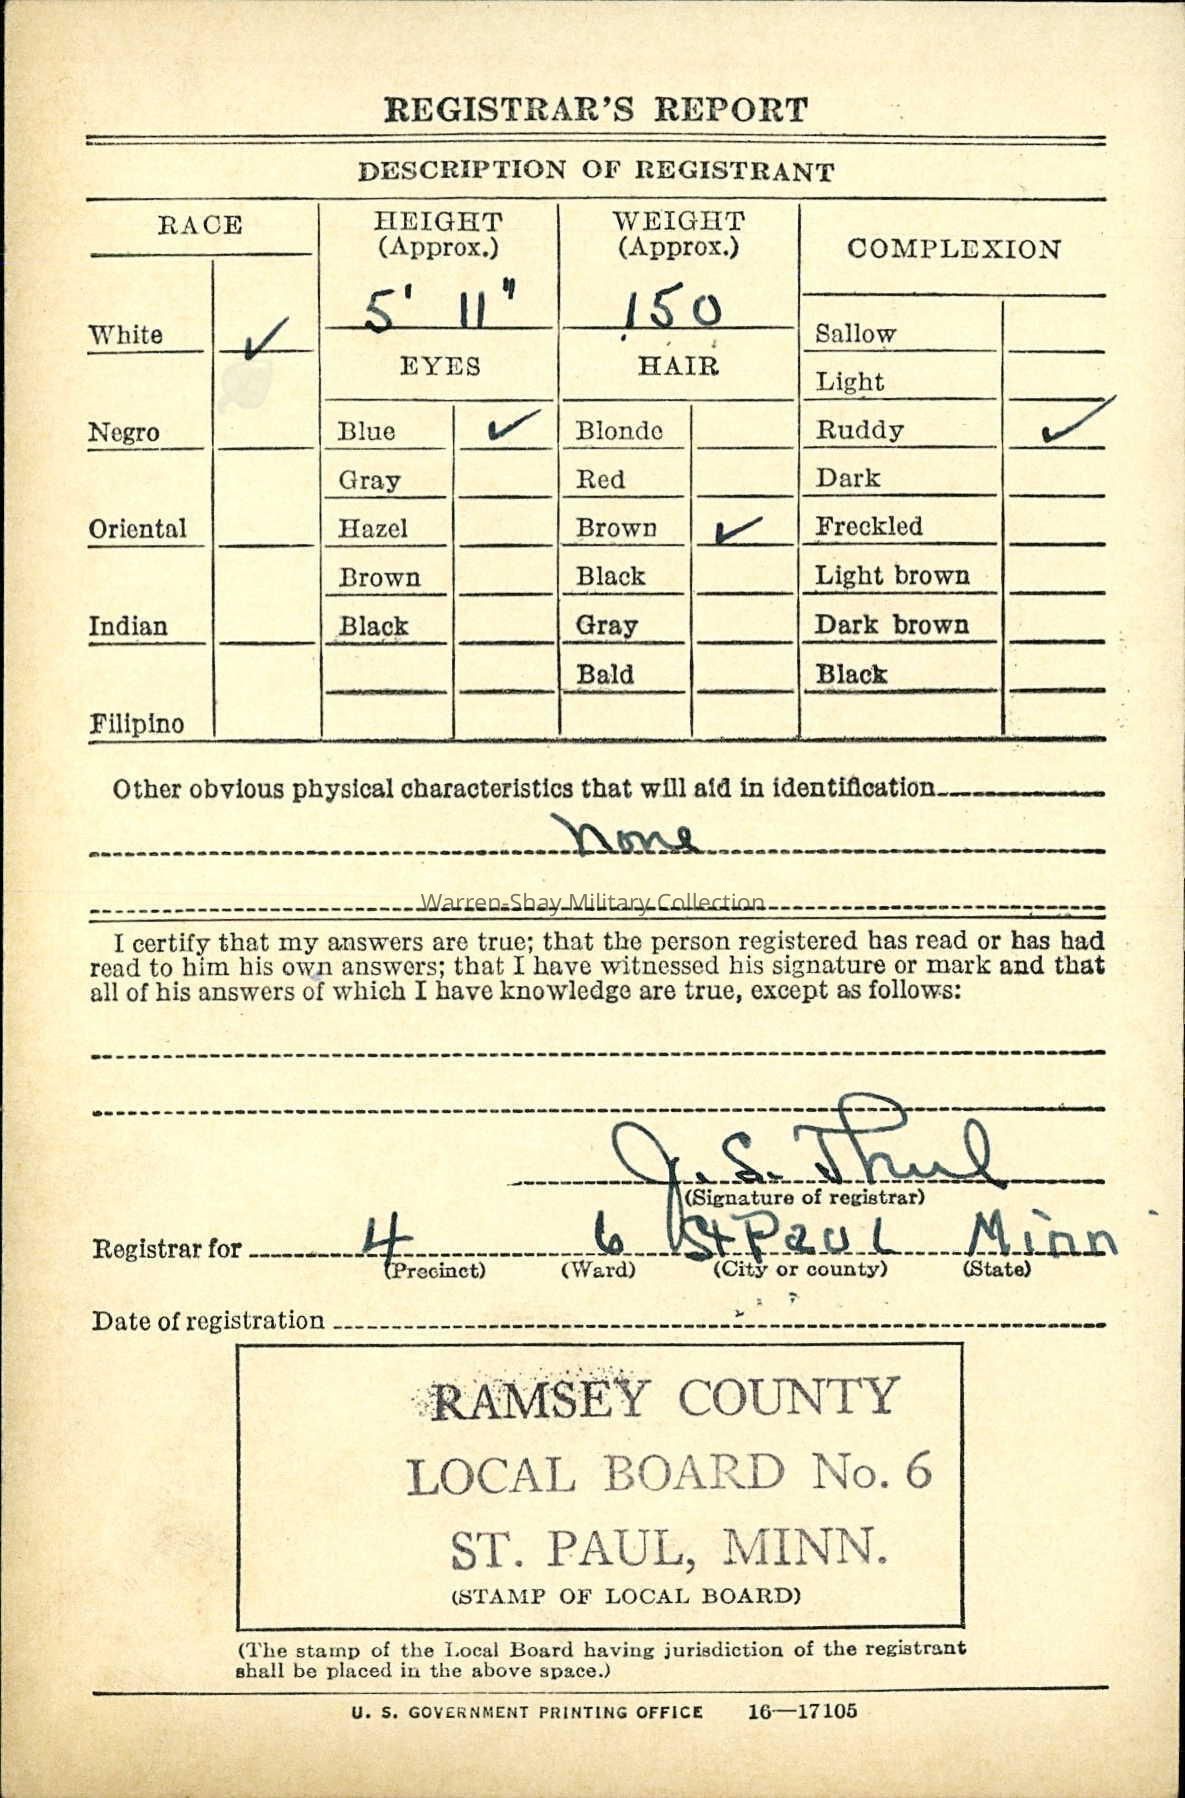 REGISTRAR'S REPORT
DESCRIPTION OF REGISTRANT
RACE
HEIGHT
(Approx.)
WEIGHT
(Approx.)
COMPLEXION
5' 11"
150
White ✓
Sallow
EYES
HAIR
Light
Negro
Blue ✓
Blonde
Ruddy ✓
Gray
Red
Dark
Oriental
Hazel
Brown ✓
Freckled
Brown
Black
Light brown
Indian
Black
Gray
Dark brown
Bald
Black
Filipino
Other obvious physical characteristics that will aid in identification
None
Warren-Shay Military Collection
I certify that my answers are true; that the person registered has read or has had
read to him his own answers; that I have witnessed his signature or mark and that
all of his answers of which I have knowledge are true, except as follows:
J. S. Thul
(Signature of registrar)
Registrar for 4 6 St Paul Minn
(Precinct) (Ward) (City or county) (State)
Date of registration
RAMSEY COUNTY
LOCAL BOARD No. 6
ST. PAUL, MINN.
(STAMP OF LOCAL BOARD)
(The stamp of the Local Board having jurisdiction of the registrant
shall be placed in the above space.)
U. S. GOVERNMENT PRINTING OFFICE 16—17105